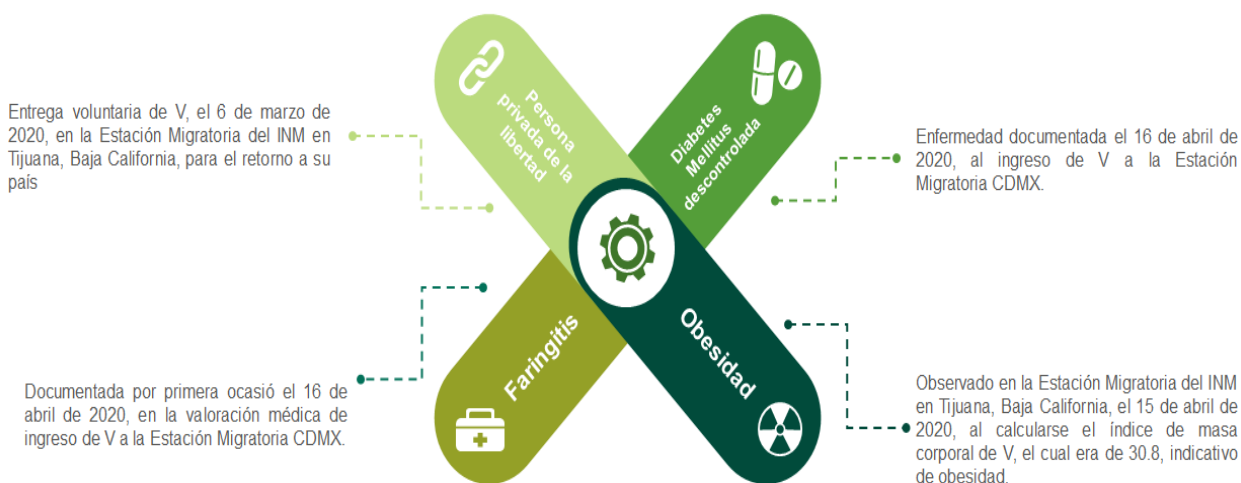 Entrega voluntaria de V, el 6 de marzo de
2020, en la Estación Migratoria del INM en
Tijuana, Baja California, para el retorno a su
país
Persona
privada de la
libertad
Diabetes
Mellitus
descontrolada
Enfermedad documentada el 16 de abril de
2020, al ingreso de V a la Estación
Migratoria CDMX.
Documentada por primera ocasió el 16 de
abril de 2020, en la valoración médica de
ingreso de V a la Estación Migratoria CDMX.
Faringitis
Obesidad
Observado en la Estación Migratoria del INM
en Tijuana, Baja California, el 15 de abril de
2020, al calcularse el índice de masa
corporal de V, el cual era de 30.8, indicativo
de obesidad.